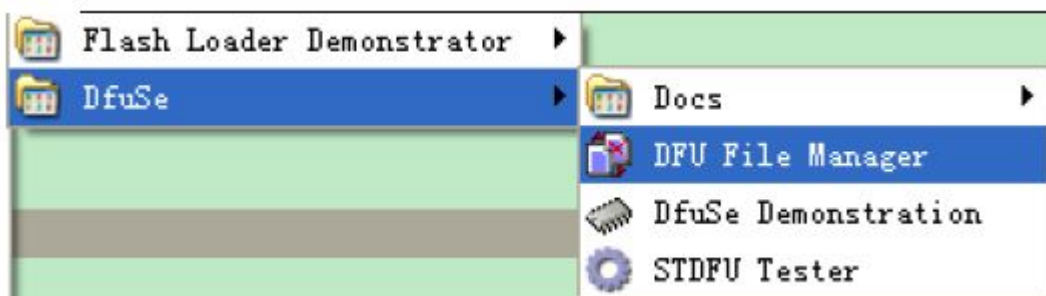 Flash Loader Demonstrator
DfuSe
Docs
DFU File Manager
DfuSe Demonstration
STDFU Tester